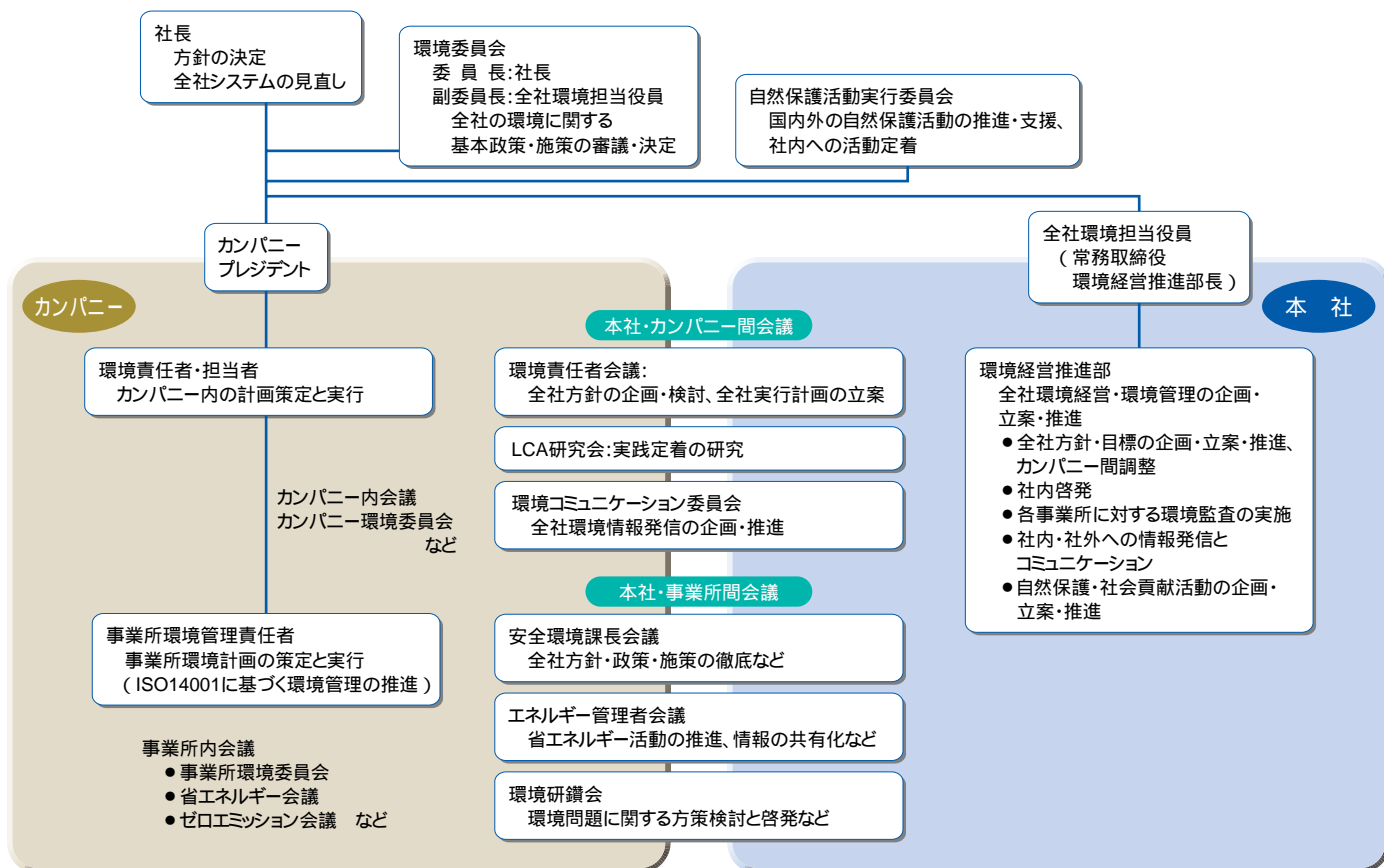 社長
方針の決定
全社システムの見直し
環境委員会
委 員 長:社長
副委員長:全社環境担当役員
全社の環境に関する
基本政策・施策の審議・決定
自然保護活動実行委員会
国内外の自然保護活動の推進・支援、
社内への活動定着
カンパニー
プレジデント
全社環境担当役員
(常務取締役
環境経営推進部長)
カンパニー
本 社
環境責任者・担当者
カンパニー内の計画策定と実行
カンパニー内会議
カンパニー環境委員会
など
事業所環境管理責任者
事業所環境計画の策定と実行
(ISO14001に基づく環境管理の推進)
事業所内会議
●事業所環境委員会
●省エネルギー会議
●ゼロエミッション会議 など
本社・カンパニー間会議
環境責任者会議:
全社方針の企画・検討、全社実行計画の立案
LCA研究会:実践定着の研究
環境コミュニケーション委員会
全社環境情報発信の企画・推進
本社・事業所間会議
安全環境課長会議
全社方針・政策・施策の徹底など
エネルギー管理者会議
省エネルギー活動の推進、情報の共有化など
環境研鑽会
環境問題に関する方策検討と啓発など
環境経営推進部
全社環境経営・環境管理の企画・
立案・推進
●全社方針・目標の企画・立案・推進、
カンパニー間調整
●社内啓発
●各事業所に対する環境監査の実施
●社内・社外への情報発信と
コミュニケーション
●自然保護・社会貢献活動の企画・
立案・推進